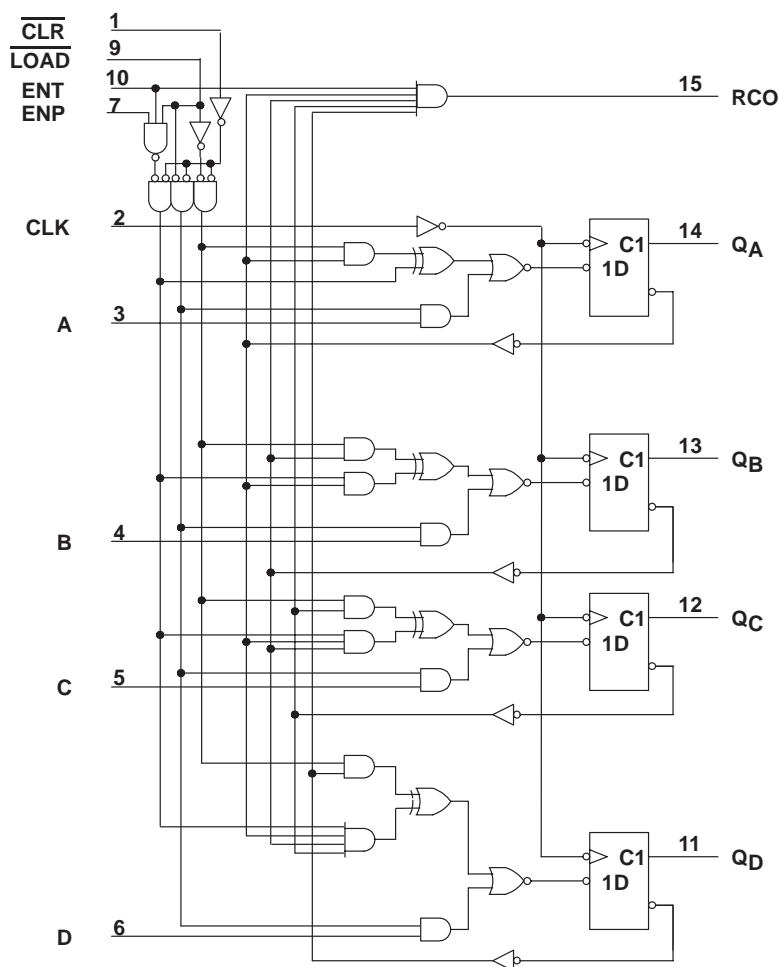 CLR 1
LOAD 9
ENT 10
ENP 7
15 RCO
CLK 2
C1 14 QA
1D
A 3
C1 13 QB
1D
B 4
C1 12 QC
1D
C 5
C1 11 QD
1D
D 6